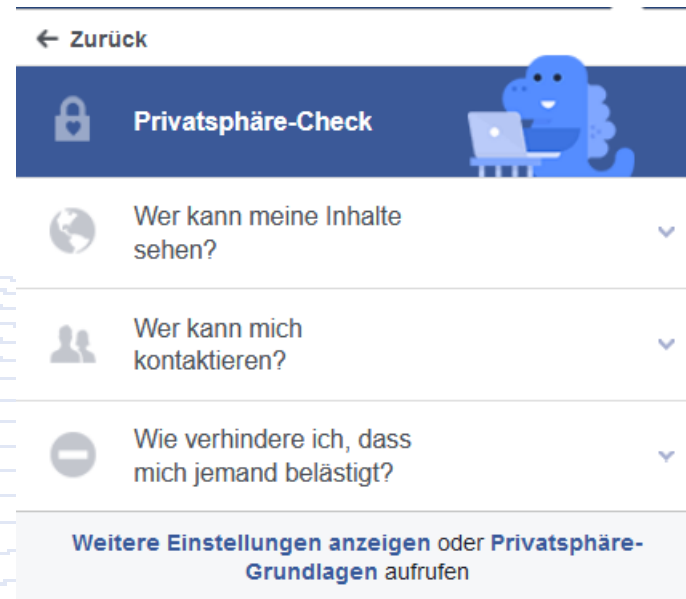 ← Zurück
Privatsphäre-Check
Wer kann meine Inhalte
sehen?
Wer kann mich
kontaktieren?
Wie verhindere ich, dass
mich jemand belästigt?
Weitere Einstellungen anzeigen oder Privatsphäre-
Grundlagen aufrufen